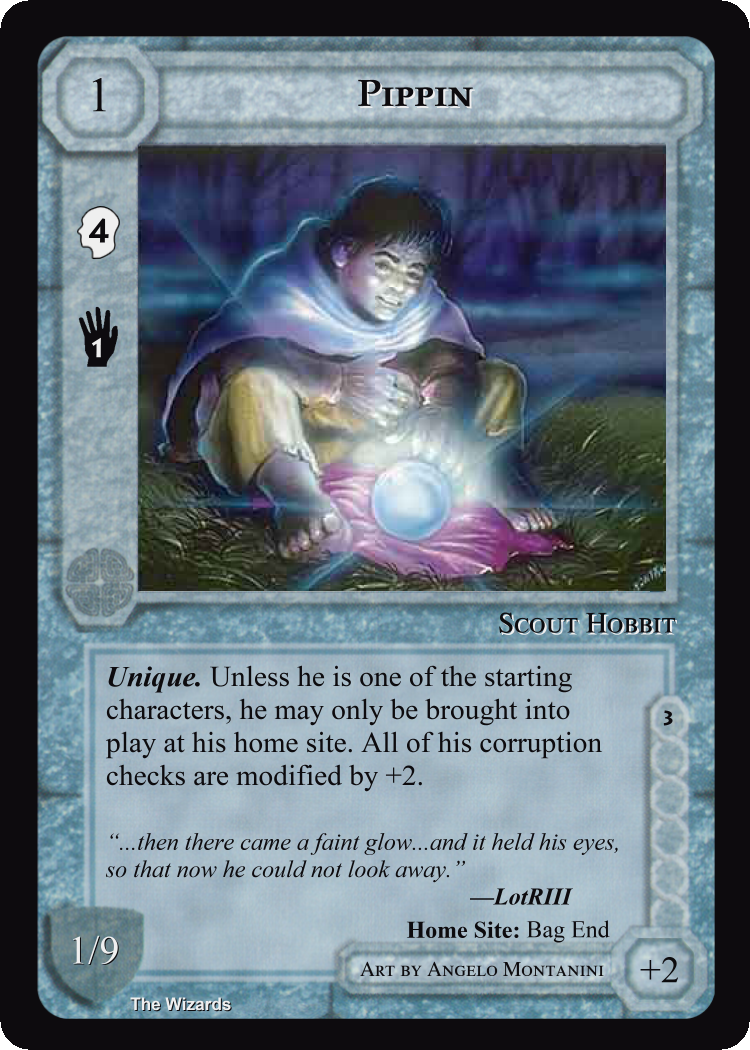 1
Pippin
4
1
Scout Hobbit
Unique. Unless he is one of the starting
characters, he may only be brought into
play at his home site. All of his corruption
checks are modified by +2.
3
“...then there came a faint glow...and it held his eyes,
so that now he could not look away.”
—LotRIII
Home Site: Bag End
1/9
Art by Angelo Montanini
+2
The Wizards